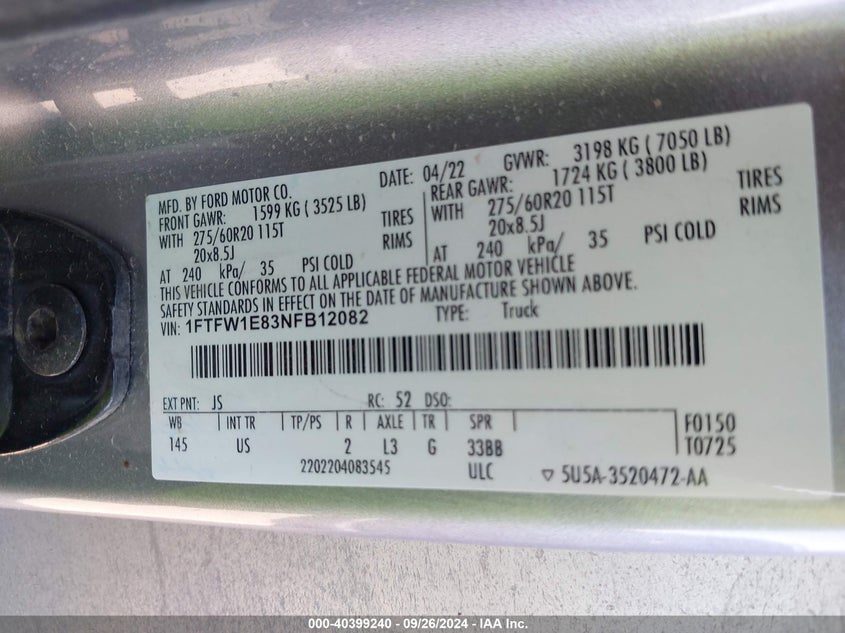 MFD. BY FORD MOTOR CO. DATE: 04/22 GVWR: 3198 KG ( 7050 LB)
FRONT GAWR: 1599 KG ( 3525 LB) REAR GAWR: 1724 KG ( 3800 LB)
WITH 275/60R20 115T TIRES WITH 275/60R20 115T TIRES
20x8.5J RIMS 20x8.5J RIMS
AT 240 kPa/ 35 PSI COLD AT 240 kPa/ 35 PSI COLD
THIS VEHICLE CONFORMS TO ALL APPLICABLE FEDERAL MOTOR VEHICLE
SAFETY STANDARDS IN EFFECT ON THE DATE OF MANUFACTURE SHOWN ABOVE.
VIN: 1FTFW1E83NFB12082 TYPE: Truck
EXT PNT: JS RC: 52 DSO:
WB INT TR TP/PS R AXLE TR SPR F0150
145 US 2 L3 G 33BB T0725
2202204083545 ULC ▽ 5U5A-3520472-AA
000-40399240 - 09/26/2024 - IAA Inc.